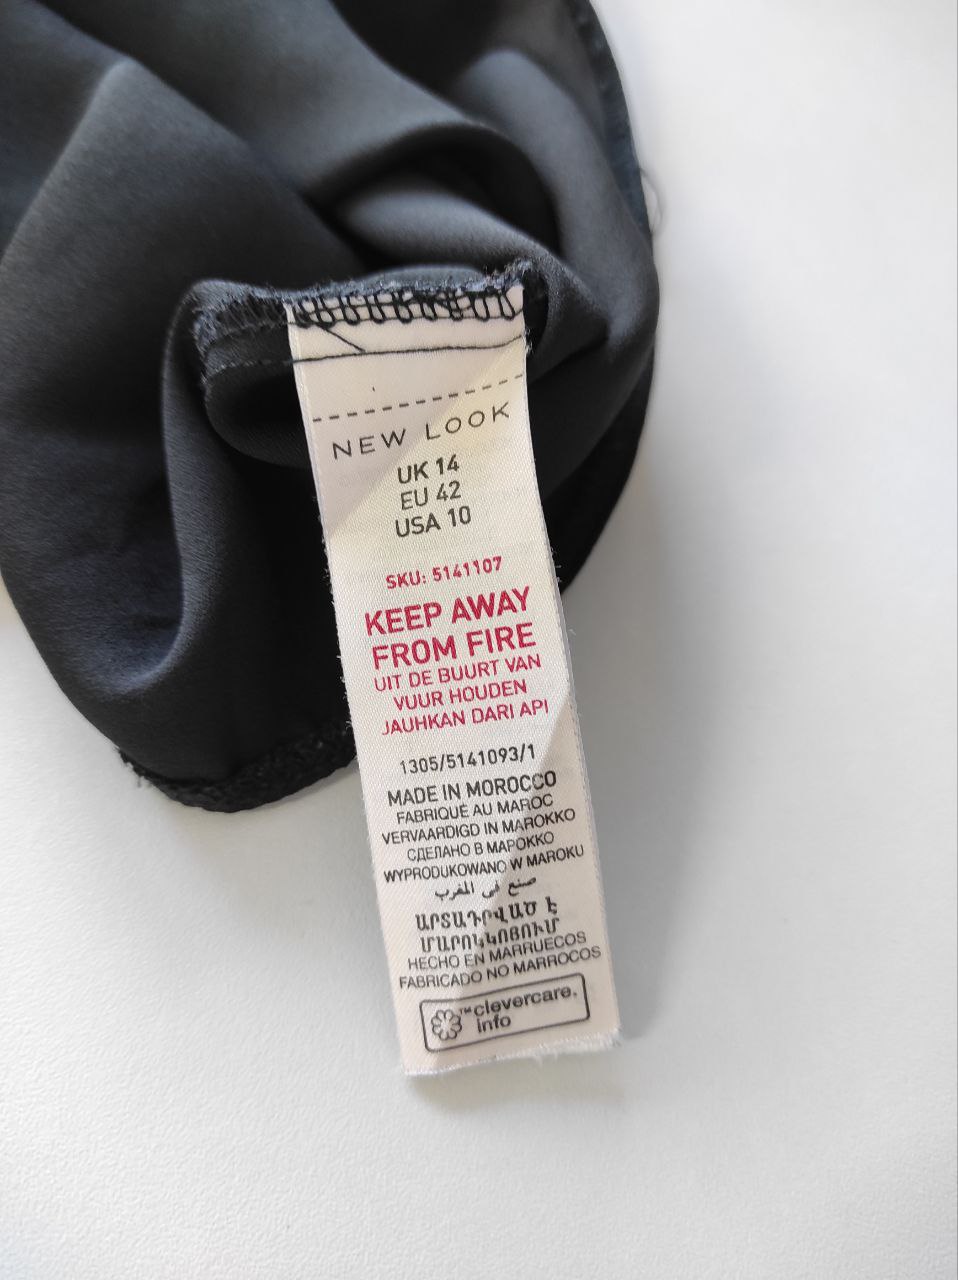 NEW LOOK
UK 14
EU 42
USA 10
SKU: 5141107
KEEP AWAY
FROM FIRE
UIT DE BUURT VAN
VUUR HOUDEN
JAUHKAN DARI API
1305/5141093/1
MADE IN MOROCCO
FABRIQUÉ AU MAROC
VERVAARDIGD IN MAROKKO
СДЕЛАНО В МАРОККО
WYPRODUKOWANO W MAROKU
صنع في المغرب
ԱՐՏԱԴՐՎԱԾ Է
ՄԱՐՈԿԿՈՅՈՒՄ
HECHO EN MARRUECOS
FABRICADO NO MARROCOS
™clevercare.
info